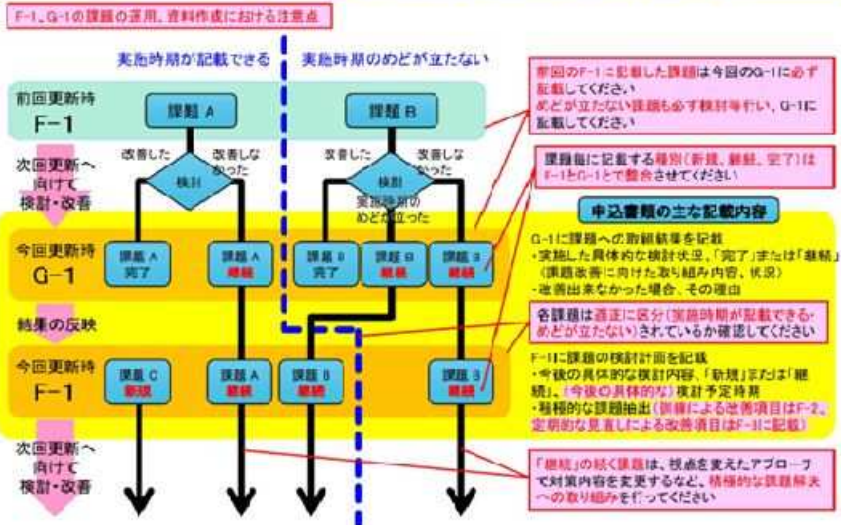 F-1、G-1の課題の運用、資料作成における注意点
実施時期が記載できる
実施時期のめどが立たない
前回更新時
F-1
課題 A
課題 B
改善した
改善しな
かった
検討
改善した
改善しな
かった
検討
実施時期の
めどが立った
次回更新へ
向けて
検討・改善
今回更新時
G-1
課題 A
完了
課題 A
継続
課題 B
完了
課題 B
継続
課題 B
継続
結果の反映
今回更新時
F-1
課題 C
新規
課題 A
継続
課題 B
継続
課題 B
継続
次回更新へ
向けて
検討・改善
前回のF-1に記載した課題は今回のG-1に必ず
記載してください
めどが立たない課題も必ず検討等行い、G-1に
記載してください
課題毎に記載する種別(新規、継続、完了)は
F-1とG-1とで整合させてください
申込書類の主な記載内容
G-1に課題への取組結果を記載
・実施した具体的な検討状況、「完了」または「継続」
(課題改善に向けた取り組み内容、状況)
・改善出来なかった場合、その理由
各課題は適正に区分(実施時期が記載できる・
めどが立たない)されているか確認してください
F-1に課題の検討計画を記載
・今後の具体的な検討内容、「新規」または「継
続」、(今後の具体的な)検討予定時期
・積極的な課題抽出(訓練による改善項目はF-2、
定期的な見直しによる改善項目はF-3に記載)
「継続」の続く課題は、視点を変えたアプローチ
で対策内容を変更するなど、積極的な課題解決
への取り組みを行ってください